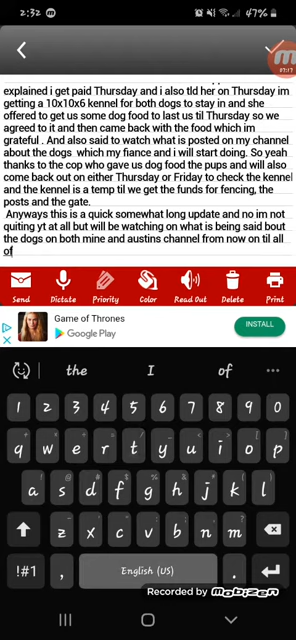 2:32
47%
07:17
explained i get paid Thursday and i also tld her on Thursday im
getting a 10x10x6 kennel for both dogs to stay in and she
offered to get us some dog food to last us til Thursday so we
agreed to it and then came back with the food which im
grateful . And also said to watch what is posted on my channel
about the dogs which my fiance and i will start doing. So yeah
thanks to the cop who gave us dog food the pups and will also
come back out on either Thursday or Friday to check the kennel
and the kennel is a temp til we get the funds for fencing, the
posts and the gate.
Anyways this is a quick somewhat long update and no im not
quiting yt at all but will be watching on what is being said bout
the dogs on both mine and austins channel from now on til all
of
Send Dictate Priority Color Read Out Delete Print
Game of Thrones
Google Play
INSTALL
the I of
1 2 3 4 5 6 7 8 9 0
q w e r t y u i o p
a s d f g h j k l
z x c v b n m
!#1 , English (US) .
Recorded by mobizen